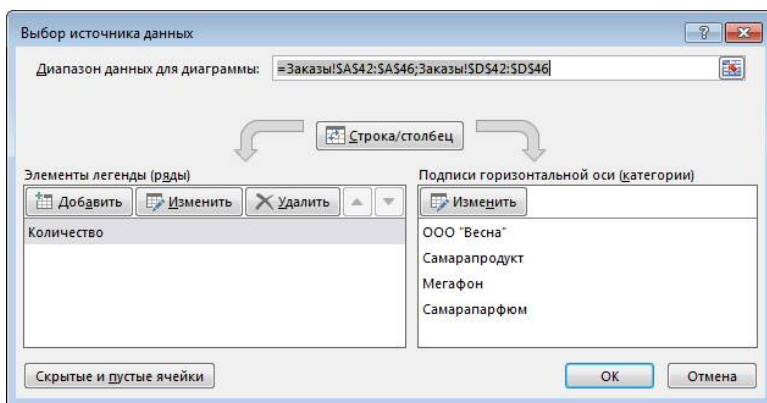 Выбор источника данных
Диапазон данных для диаграммы: =Заказы!$A$42:$A$46;Заказы!$D$42:$D$46
Строка/столбец
Элементы легенды (ряды)
Добавить Изменить Удалить
Количество
Подписи горизонтальной оси (категории)
Изменить
ООО "Весна"
Самарапродукт
Мегафон
Самарапарфюм
Скрытые и пустые ячейки ОК Отмена